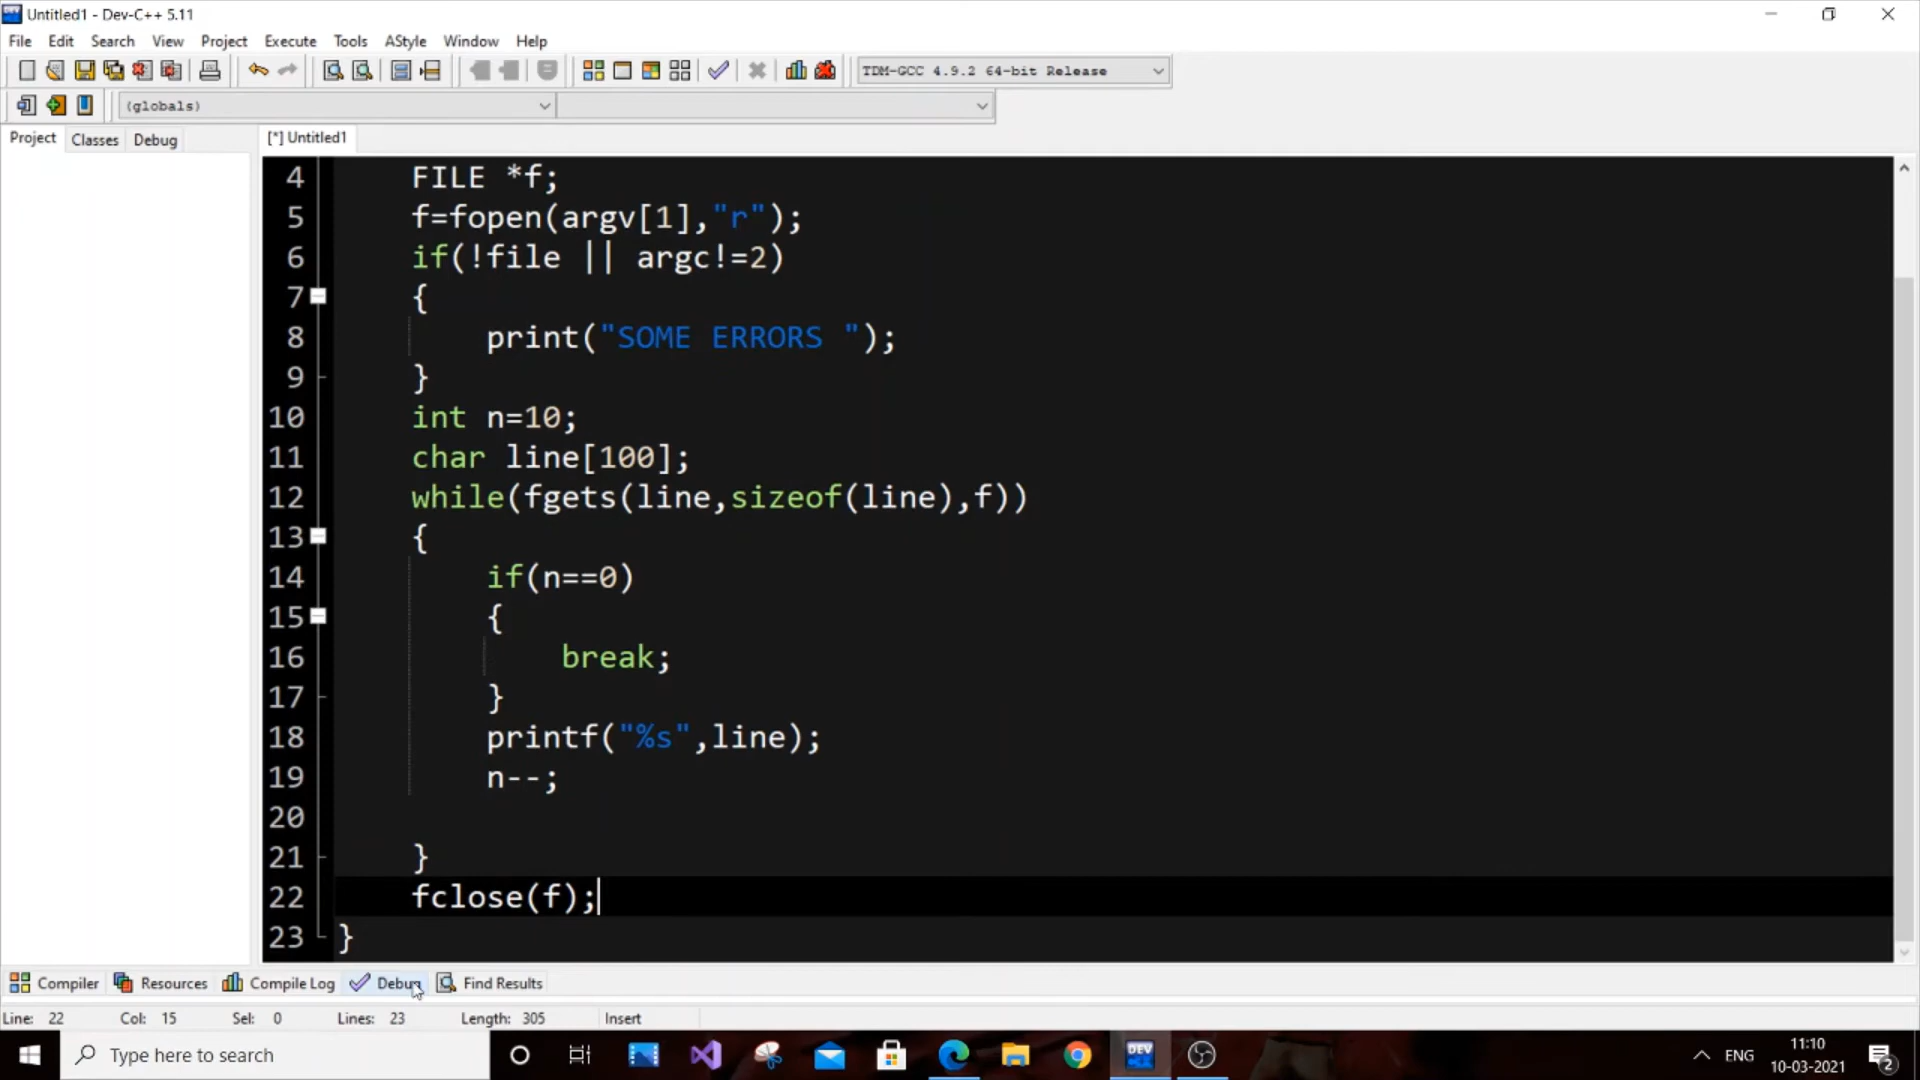 Untitled1 - Dev-C++ 5.11
File Edit Search View Project Execute Tools AStyle Window Help
TDM-GCC 4.9.2 64-bit Release
(globals)
Project Classes Debug [*] Untitled1
4 FILE *f;
5 f=fopen(argv[1],"r");
6 if(!file || argc!=2)
7 {
8 print("SOME ERRORS ");
9 }
10 int n=10;
11 char line[100];
12 while(fgets(line,sizeof(line),f))
13 {
14 if(n==0)
15 {
16 break;
17 }
18 printf("%s",line);
19 n--;
20
21 }
22 fclose(f);
23 }
Compiler Resources Compile Log Debug Find Results
Line: 22 Col: 15 Sel: 0 Lines: 23 Length: 305 Insert
Type here to search
DEV
ENG
11:10
10-03-2021
2